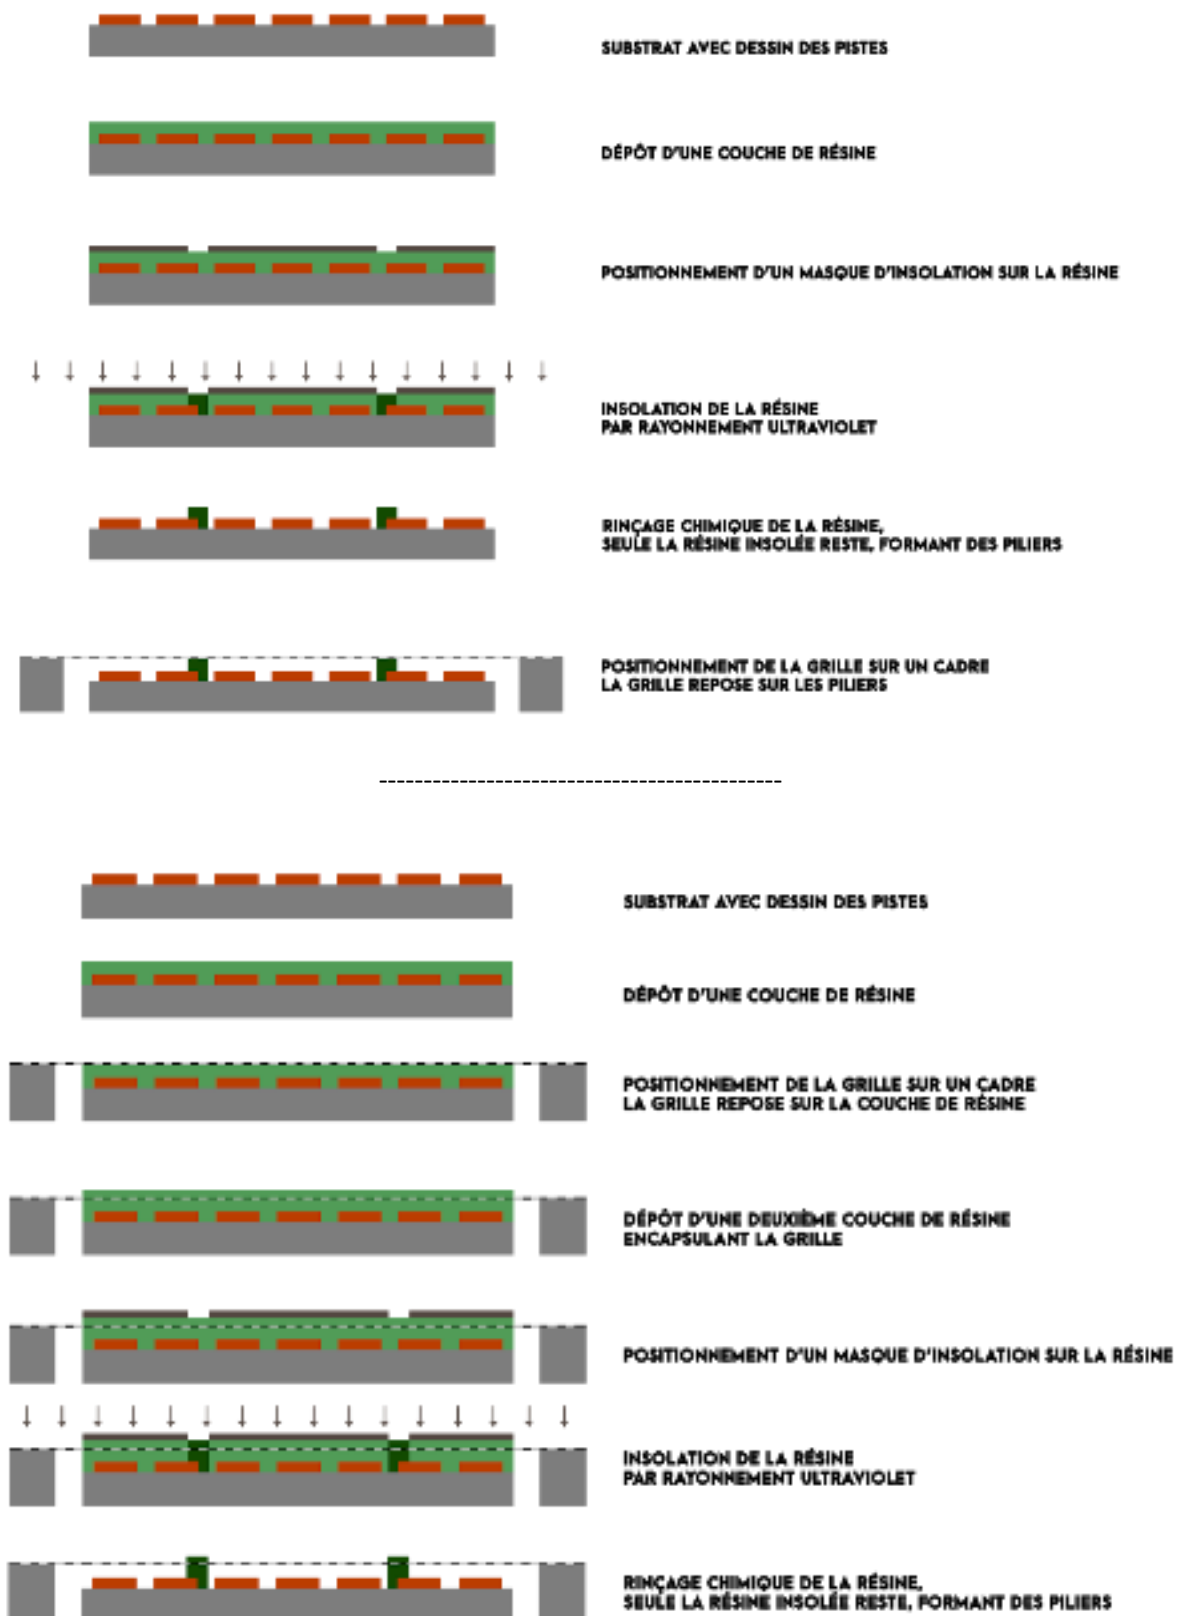 SUBSTRAT AVEC DESSIN DES PISTES
DÉPÔT D'UNE COUCHE DE RÉSINE
POSITIONNEMENT D'UN MASQUE D'INSOLATION SUR LA RÉSINE
INSOLATION DE LA RÉSINE
PAR RAYONNEMENT ULTRAVIOLET
RINÇAGE CHIMIQUE DE LA RÉSINE,
SEULE LA RÉSINE INSOLÉE RESTE, FORMANT DES PILIERS
POSITIONNEMENT DE LA GRILLE SUR UN CADRE
LA GRILLE REPOSE SUR LES PILIERS
SUBSTRAT AVEC DESSIN DES PISTES
DÉPÔT D'UNE COUCHE DE RÉSINE
POSITIONNEMENT DE LA GRILLE SUR UN CADRE
LA GRILLE REPOSE SUR LA COUCHE DE RÉSINE
DÉPÔT D'UNE DEUXIÈME COUCHE DE RÉSINE
ENCAPSULANT LA GRILLE
POSITIONNEMENT D'UN MASQUE D'INSOLATION SUR LA RÉSINE
INSOLATION DE LA RÉSINE
PAR RAYONNEMENT ULTRAVIOLET
RINÇAGE CHIMIQUE DE LA RÉSINE,
SEULE LA RÉSINE INSOLÉE RESTE, FORMANT DES PILIERS